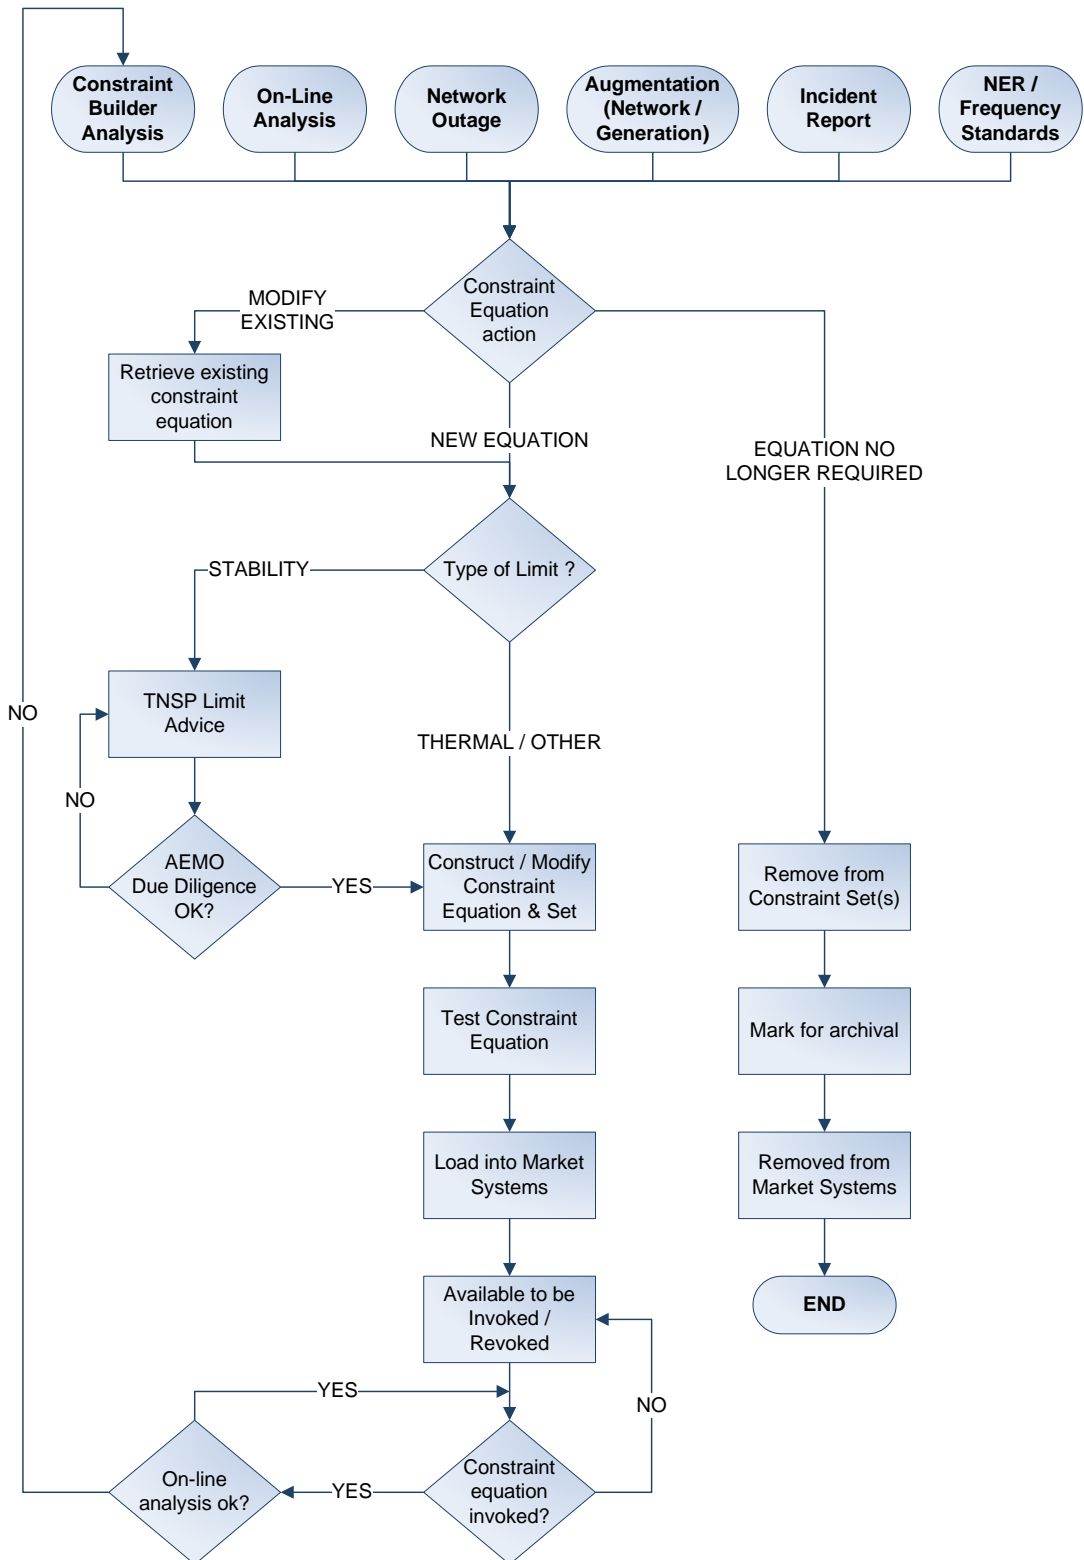 Constraint
Builder
Analysis
On-Line
Analysis
Network
Outage
Augmentation
(Network /
Generation)
Incident
Report
NER /
Frequency
Standards
Constraint
Equation
action
MODIFY
EXISTING
Retrieve existing
constraint
equation
NEW EQUATION
EQUATION NO
LONGER REQUIRED
Type of Limit ?
STABILITY
TNSP Limit
Advice
NO
THERMAL / OTHER
NO
AEMO
Due Diligence
OK?
YES
Construct / Modify
Constraint
Equation & Set
Remove from
Constraint Set(s)
Test Constraint
Equation
Mark for archival
Load into Market
Systems
Removed from
Market Systems
Available to be
Invoked /
Revoked
END
YES
NO
On-line
analysis ok?
YES
Constraint
equation
invoked?